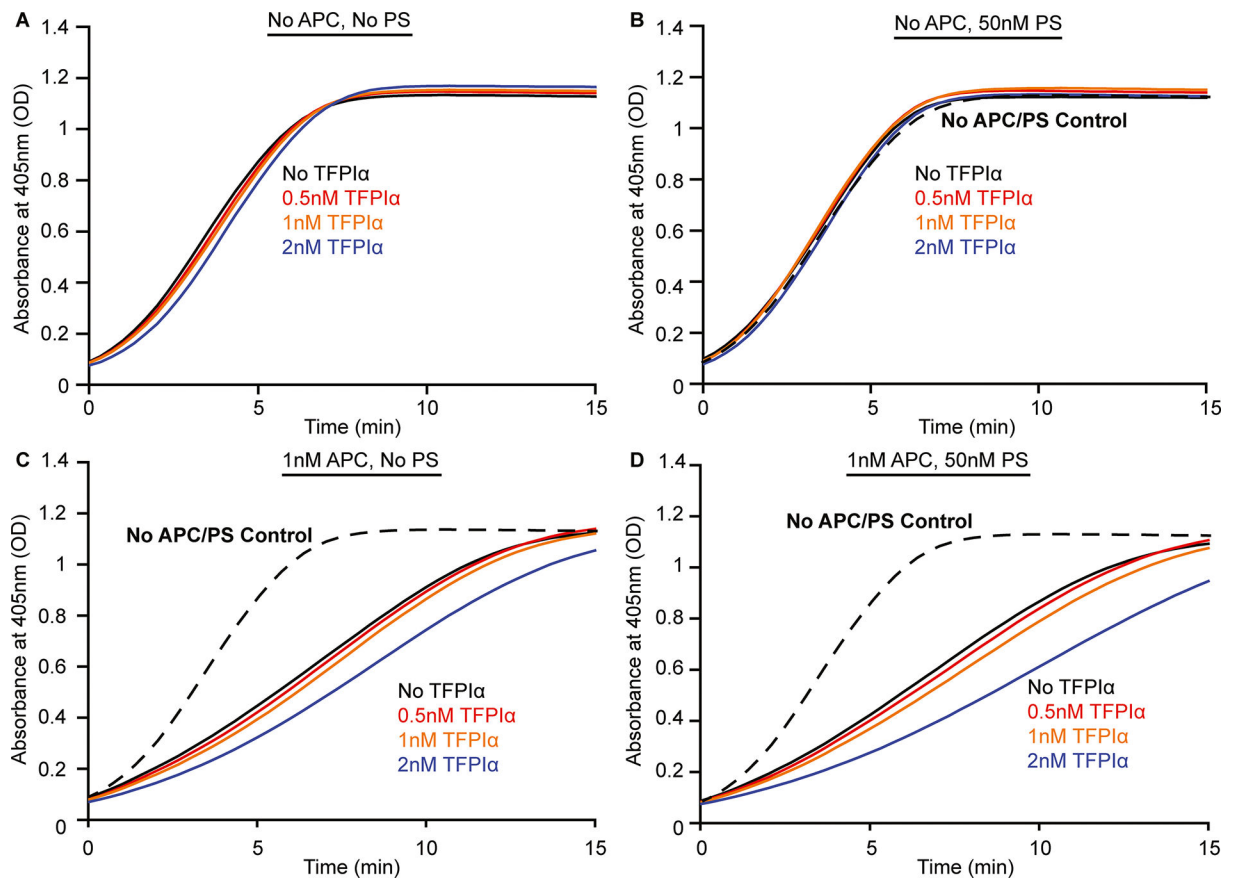 A
No APC, No PS
1.4
1.2
1
0.8
0.6
0.4
0.2
0
Absorbance at 405nm (OD)
No TFPIα
0.5nM TFPIα
1nM TFPIα
2nM TFPIα
0
5
10
15
Time (min)
B
No APC, 50nM PS
1.4
1.2
1
0.8
0.6
0.4
0.2
0
Absorbance at 405nm (OD)
No APC/PS Control
No TFPIα
0.5nM TFPIα
1nM TFPIα
2nM TFPIα
0
5
10
15
Time (min)
C
1nM APC, No PS
1.4
1.2
1
0.8
0.6
0.4
0.2
0
Absorbance at 405nm (OD)
No APC/PS Control
No TFPIα
0.5nM TFPIα
1nM TFPIα
2nM TFPIα
0
5
10
15
Time (min)
D
1nM APC, 50nM PS
1.4
1.2
1
0.8
0.6
0.4
0.2
0
Absorbance at 405nm (OD)
No APC/PS Control
No TFPIα
0.5nM TFPIα
1nM TFPIα
2nM TFPIα
0
5
10
15
Time (min)